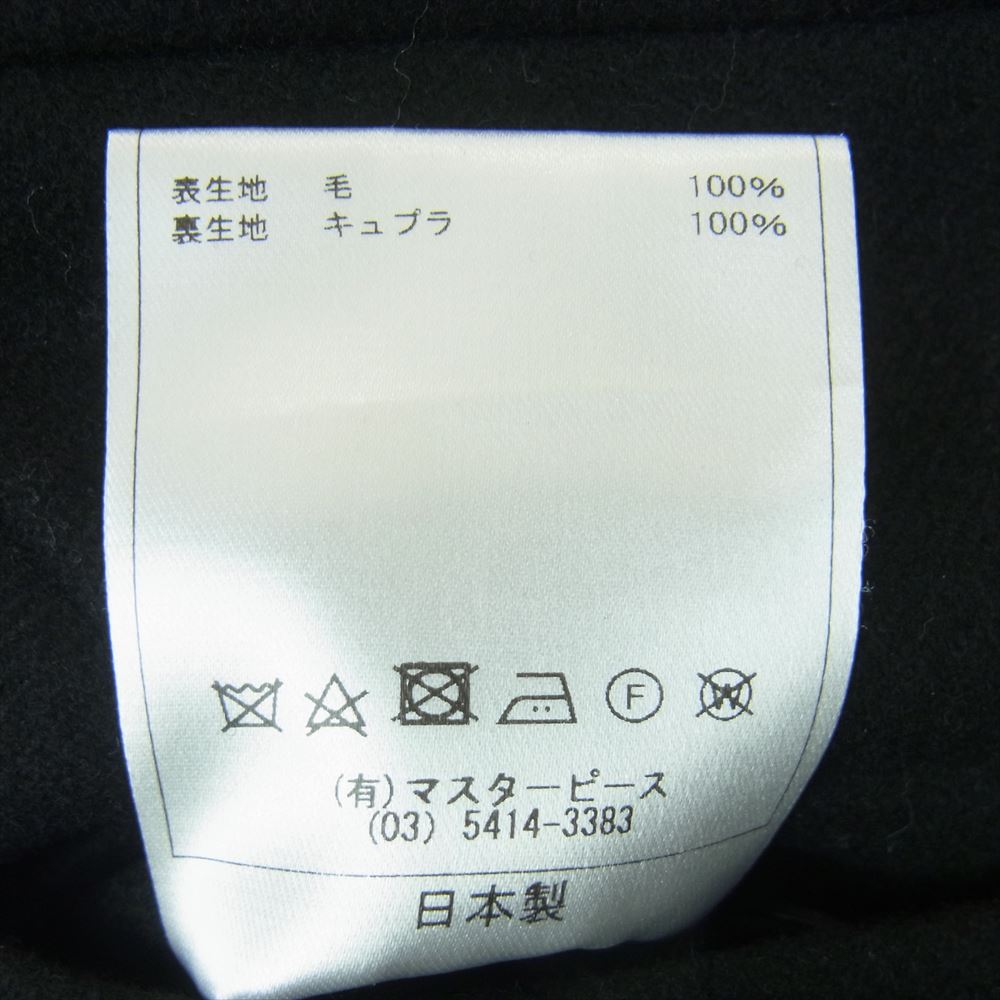 表生地 毛 100%
裏生地 キュプラ 100%
F W
(有)マスターピース
(03) 5414-3383
日本製